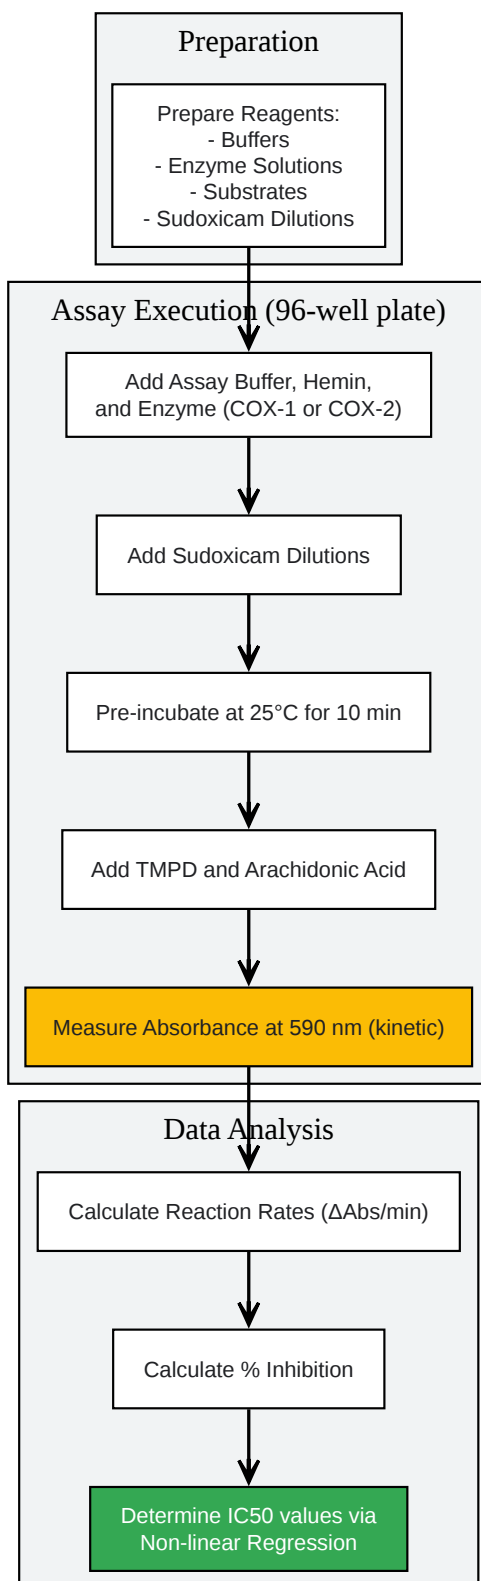 Preparation
Prepare Reagents:
- Buffers
- Enzyme Solutions
- Substrates
- Sudoxicam Dilutions
Assay Execution (96-well plate)
Add Assay Buffer, Hemin,
and Enzyme (COX-1 or COX-2)
Add Sudoxicam Dilutions
Pre-incubate at 25°C for 10 min
Add TMPD and Arachidonic Acid
Measure Absorbance at 590 nm (kinetic)
Data Analysis
Calculate Reaction Rates (ΔAbs/min)
Calculate % Inhibition
Determine IC50 values via
Non-linear Regression